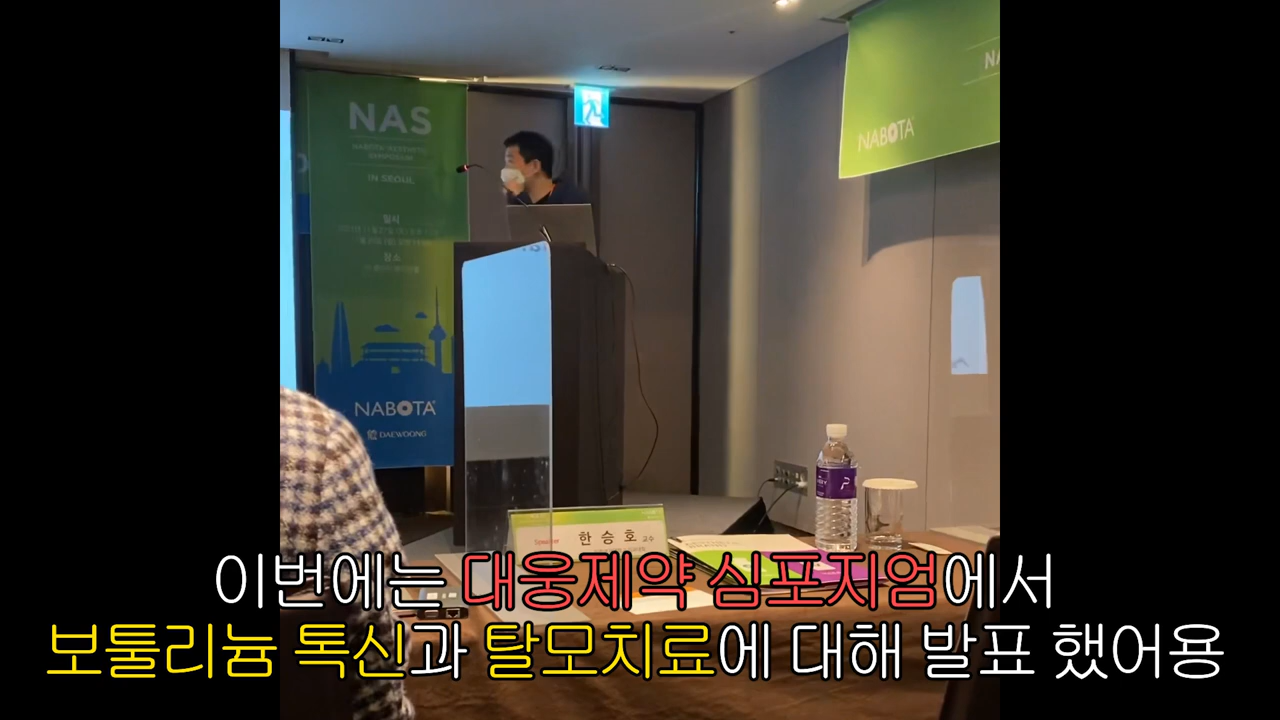 NAS
IN SEOUL
일시
장소
NABOTA
DAEWOONG
NABOTA
한승호 교수
이번에는 대웅제약 심포지엄에서
보툴리늄 톡신과 탈모치료에 대해 발표 했어용